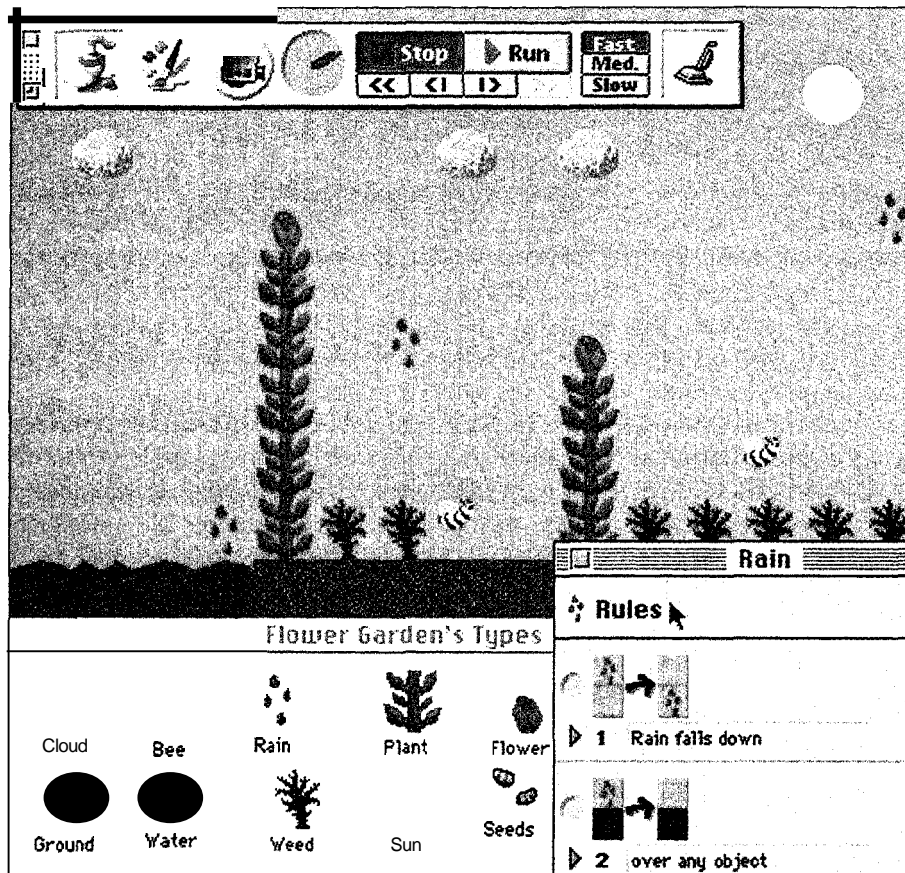 Stop Run
Fast
Med.
Slow
Rain
Rules
1 Rain falls down
2 over any object
Flower Garden's Types
Cloud Bee Rain Plant Flower
Ground Water Weed Sun Seeds